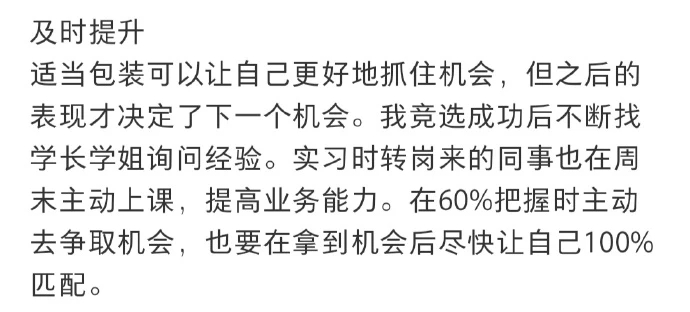 及时提升
适当包装可以让自己更好地抓住机会，但之后的
表现才决定了下一个机会。我竞选成功后不断找
学长学姐询问经验。实习时转岗来的同事也在周
末主动上课，提高业务能力。在60%把握时主动
去争取机会，也要在拿到机会后尽快让自己100%
匹配。